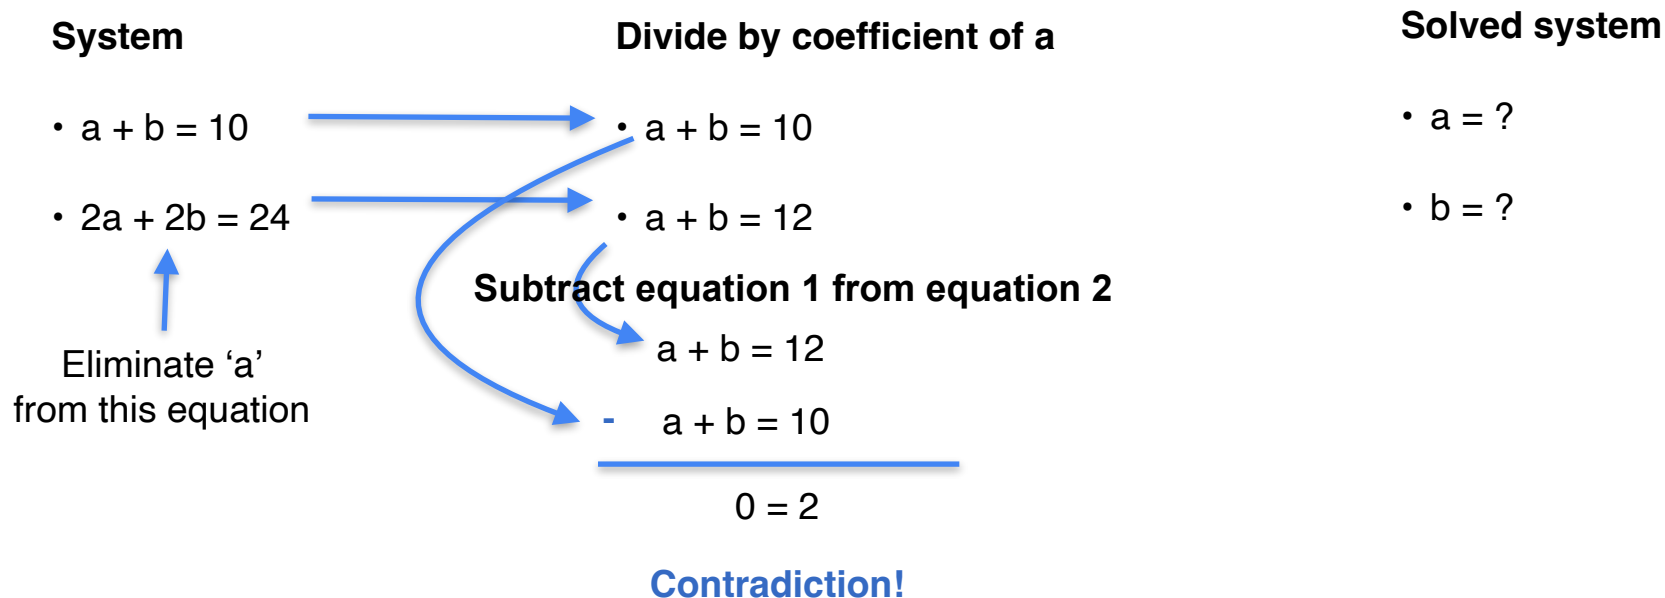 System
• a + b = 10
• 2a + 2b = 24
Eliminate ‘a’
from this equation
Divide by coefficient of a
• a + b = 10
• a + b = 12
Subtract equation 1 from equation 2
a + b = 12
- a + b = 10
0 = 2
Contradiction!
Solved system
• a = ?
• b = ?